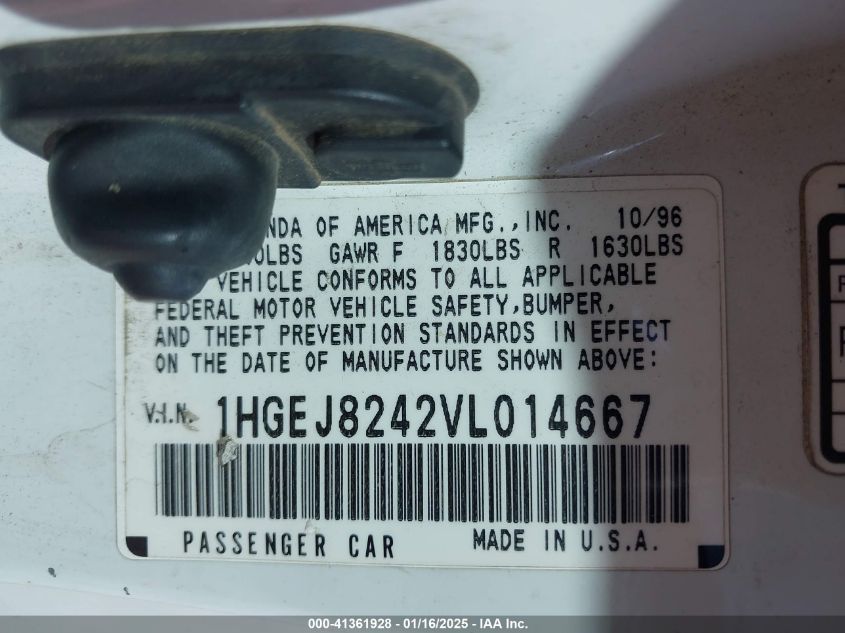 OF AMERICA MFG.,INC. 10/96
GAWR F 1830LBS R 1630LBS
VEHICLE CONFORMS TO ALL APPLICABLE
FEDERAL MOTOR VEHICLE SAFETY,BUMPER,
AND THEFT PREVENTION STANDARDS IN EFFECT
ON THE DATE OF MANUFACTURE SHOWN ABOVE:
V.I.N. 1HGEJ8242VL014667
PASSENGER CAR MADE IN U.S.A.
000-41361928 - 01/16/2025 - IAA Inc.